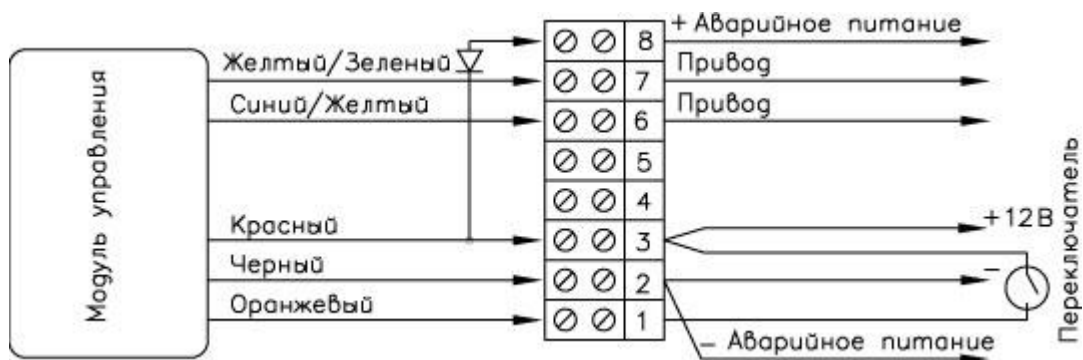 Модуль управления
Желтый/Зеленый
Синий/Желтый
Красный
Черный
Оранжевый
8
7
6
5
4
3
2
1
+ Аварийное питание
Привод
Привод
+12В
-
- Аварийное питание
Переключатель